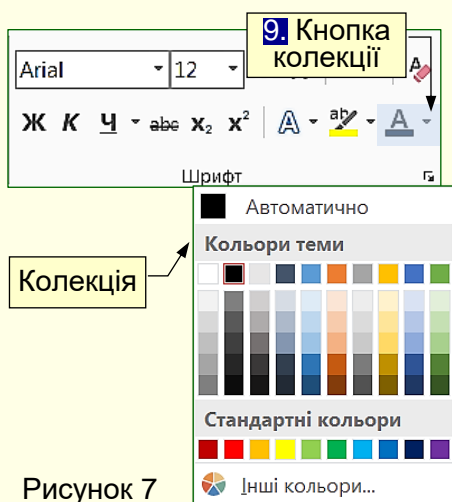 9. Кнопка
колекції
Arial
12
Ж К Ч abc X₂ X² A ab A
Шрифт
Автоматично
Кольори теми
Колекція
Стандартні кольори
Рисунок 7
Інші кольори...